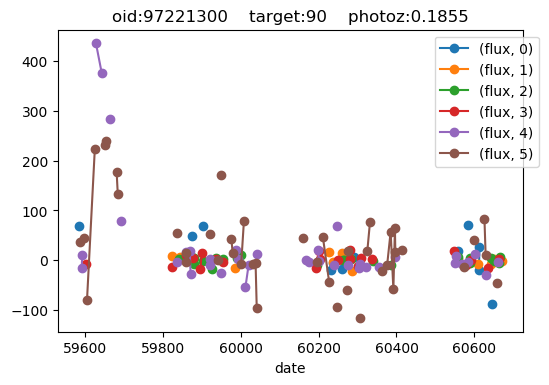 oid:97221300    target:90    photoz:0.1855
(flux, 0)
(flux, 1)
(flux, 2)
(flux, 3)
(flux, 4)
(flux, 5)
400
300
200
100
0
−100
59600 59800 60000 60200 60400 60600
date